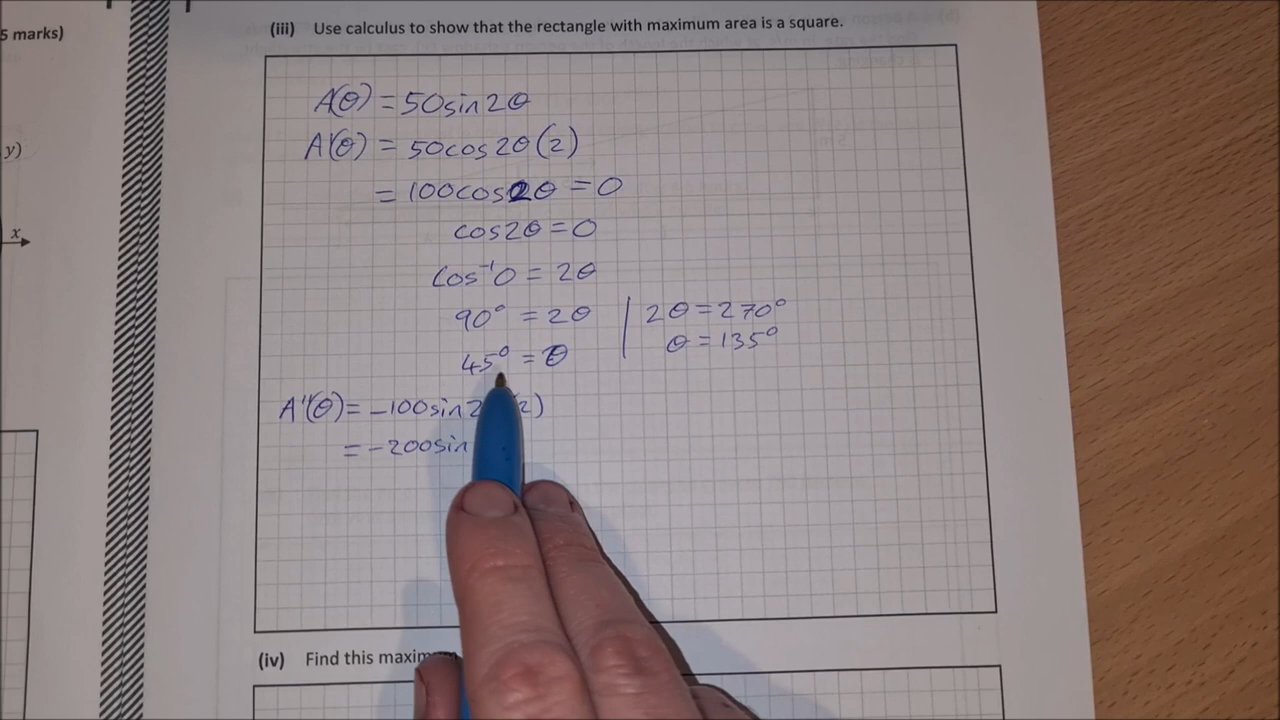 5 marks)
(iii) Use calculus to show that the rectangle with maximum area is a square.
A(θ) = 50sin2θ
y)
A'(θ) = 50cos2θ(2)
= 100cos2θ = 0
x
cos2θ = 0
cos⁻¹0 = 2θ
90° = 2θ | 2θ = 270°
45° = θ | θ = 135°
A''(θ) = -100sin2 2)
= -200sin
(iv) Find this